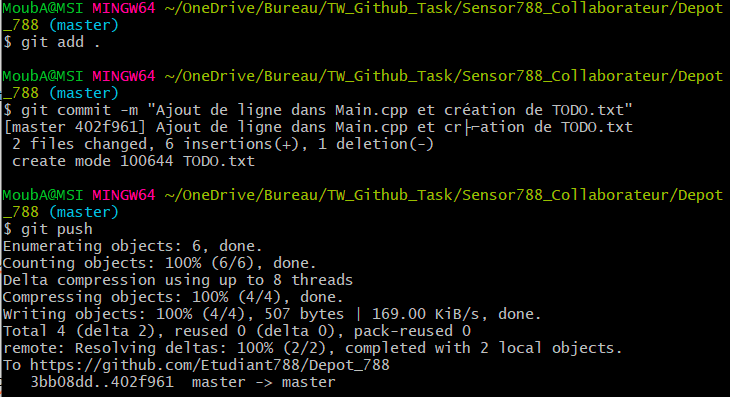 MoubA@MSI MINGW64 ~/OneDrive/Bureau/TW_Github_Task/Sensor788_Collaborateur/Depot
_788 (master)
$ git add .
MoubA@MSI MINGW64 ~/OneDrive/Bureau/TW_Github_Task/Sensor788_Collaborateur/Depot
_788 (master)
$ git commit -m "Ajout de ligne dans Main.cpp et création de TODO.txt"
[master 402f961] Ajout de ligne dans Main.cpp et cr├⌐ation de TODO.txt
 2 files changed, 6 insertions(+), 1 deletion(-)
 create mode 100644 TODO.txt
MoubA@MSI MINGW64 ~/OneDrive/Bureau/TW_Github_Task/Sensor788_Collaborateur/Depot
_788 (master)
$ git push
Enumerating objects: 6, done.
Counting objects: 100% (6/6), done.
Delta compression using up to 8 threads
Compressing objects: 100% (4/4), done.
Writing objects: 100% (4/4), 507 bytes | 169.00 KiB/s, done.
Total 4 (delta 2), reused 0 (delta 0), pack-reused 0
remote: Resolving deltas: 100% (2/2), completed with 2 local objects.
To https://github.com/Etudiant788/Depot_788
   3bb08dd..402f961  master -> master